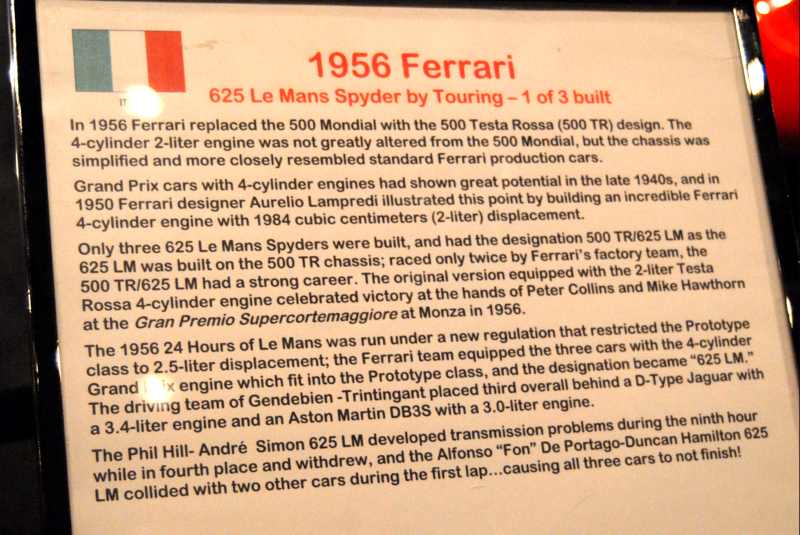 IT
1956 Ferrari
625 Le Mans Spyder by Touring – 1 of 3 built
In 1956 Ferrari replaced the 500 Mondial with the 500 Testa Rossa (500 TR) design. The
4-cylinder 2-liter engine was not greatly altered from the 500 Mondial, but the chassis was
simplified and more closely resembled standard Ferrari production cars.
Grand Prix cars with 4-cylinder engines had shown great potential in the late 1940s, and in
1950 Ferrari designer Aurelio Lampredi illustrated this point by building an incredible Ferrari
4-cylinder engine with 1984 cubic centimeters (2-liter) displacement.
Only three 625 Le Mans Spyders were built, and had the designation 500 TR/625 LM as the
625 LM was built on the 500 TR chassis; raced only twice by Ferrari's factory team, the
500 TR/625 LM had a strong career. The original version equipped with the 2-liter Testa
Rossa 4-cylinder engine celebrated victory at the hands of Peter Collins and Mike Hawthorn
at the Gran Premio Supercortemaggiore at Monza in 1956.
The 1956 24 Hours of Le Mans was run under a new regulation that restricted the Prototype
class to 2.5-liter displacement; the Ferrari team equipped the three cars with the 4-cylinder
Grand Prix engine which fit into the Prototype class, and the designation became “625 LM.”
The driving team of Gendebien -Trintingant placed third overall behind a D-Type Jaguar with
a 3.4-liter engine and an Aston Martin DB3S with a 3.0-liter engine.
The Phil Hill- André Simon 625 LM developed transmission problems during the ninth hour
while in fourth place and withdrew, and the Alfonso “Fon” De Portago-Duncan Hamilton 625
LM collided with two other cars during the first lap…causing all three cars to not finish!